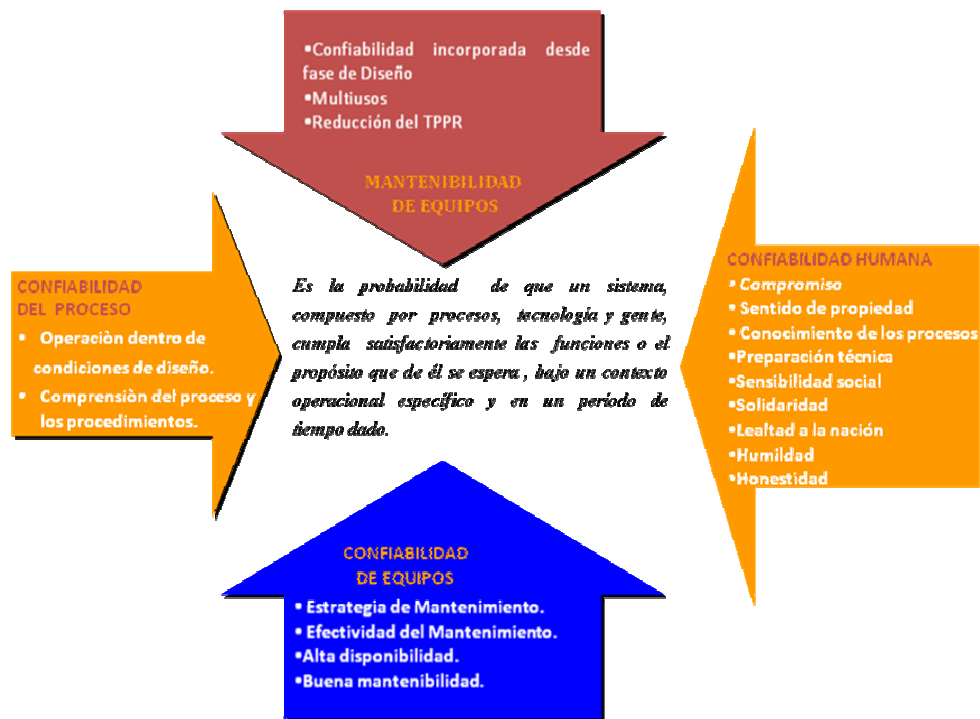 ▪Confiabilidad incorporada desde
fase de Diseño
▪Multiusos
▪Reducción del TPPR
MANTENIBILIDAD
DE EQUIPOS
CONFIABILIDAD
DEL PROCESO
• Operaciòn dentro de
condiciones de diseño.
• Comprensiòn del proceso y
los procedimientos.
Es la probabilidad de que un sistema,
compuesto por procesos, tecnología y gente,
cumpla satisfactoriamente las funciones o el
propósito que de él se espera , bajo un contexto
operacional específico y en un período de
tiempo dado.
CONFIABILIDAD HUMANA
▪ Compromiso
▪ Sentido de propiedad
▪ Conocimiento de los procesos
▪Preparación técnica
▪Sensibilidad social
▪Solidaridad
▪Lealtad a la nación
▪Humildad
▪Honestidad
CONFIABILIDAD
DE EQUIPOS
▪ Estrategia de Mantenimiento.
▪ Efectividad del Mantenimiento.
▪Alta disponibilidad.
▪Buena mantenibilidad.